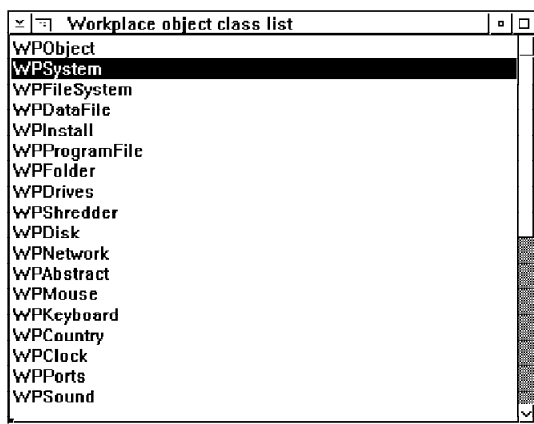 Workplace object class list
WPObject
WPSystem
WPFileSystem
WPDataFile
WPInstall
WPProgramFile
WPFolder
WPDrives
WPShredder
WPDisk
WPNetwork
WPAbstract
WPMouse
WPKeyboard
WPCountry
WPClock
WPPorts
WPSound